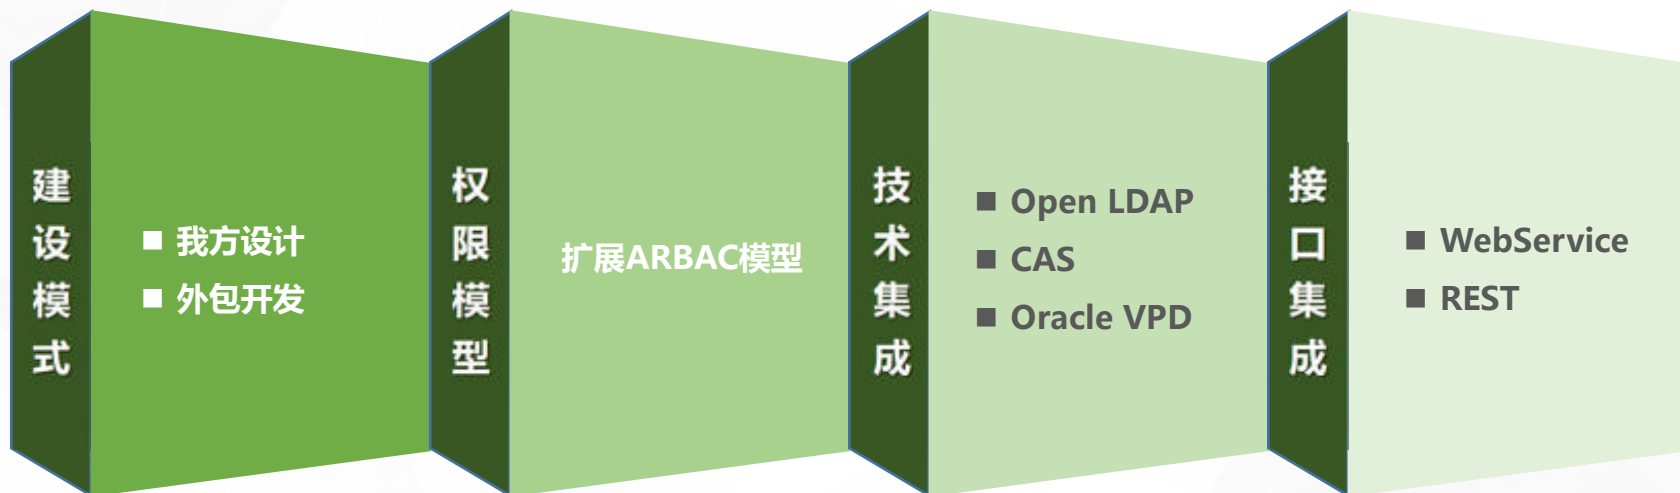 建设模式
我方设计
外包开发
权限模型
扩展ARBAC模型
技术集成
Open LDAP
CAS
Oracle VPD
接口集成
WebService
REST